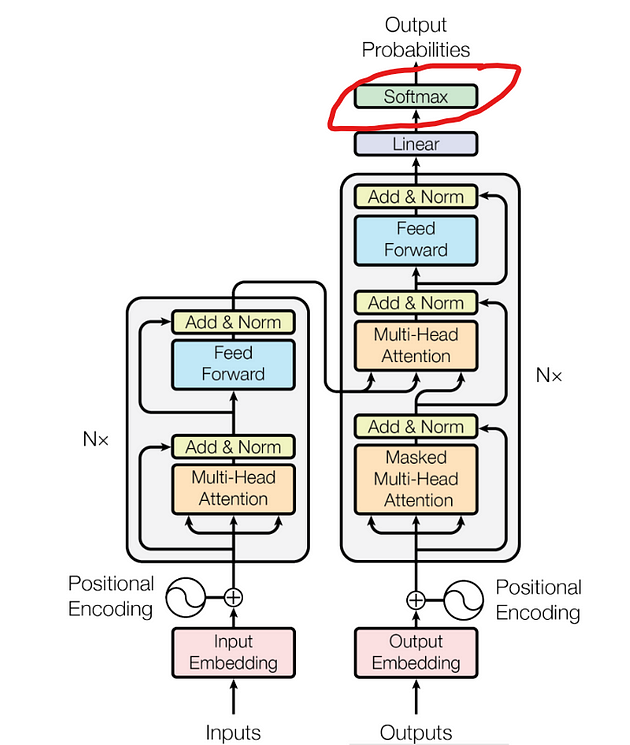 Output
Probabilities
Softmax
Linear
Add & Norm
Feed
Forward
Add & Norm
Multi-Head
Attention
Add & Norm
Masked
Multi-Head
Attention
N×
Add & Norm
Feed
Forward
Add & Norm
Multi-Head
Attention
Nx
Positional
Encoding
Positional
Encoding
Input
Embedding
Output
Embedding
Inputs
Outputs